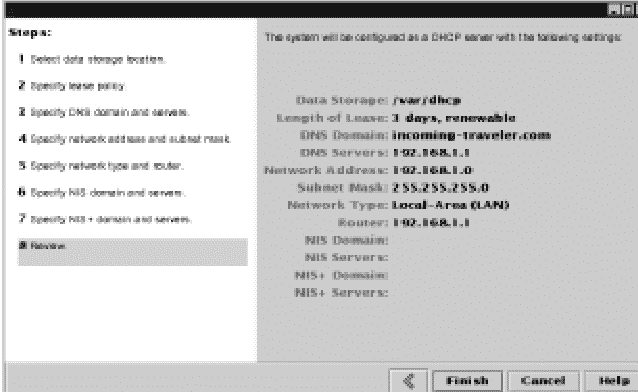 Steps:
1 Select data storage location.
2 Specify lease policy.
3 Specify DNS domain and servers.
4 Specify network address and subnet mask.
5 Specify network type and router.
6 Specify NIS domain and servers.
7 Specify NIS + domain and servers.
8 Review.
The system will be configured as a DHCP server with the following settings:
Data Storage: /var/dhcp
Length of Lease: 3 days, renewable
DNS Domain: incoming-traveler.com
DNS Servers: 192.168.1.1
Network Address: 192.168.1.0
Subnet Mask: 255.255.255.0
Network Type: Local-Area (LAN)
Router: 192.168.1.1
NIS Domain:
NIS Servers:
NIS+ Domain:
NIS+ Servers:
Finish Cancel Help